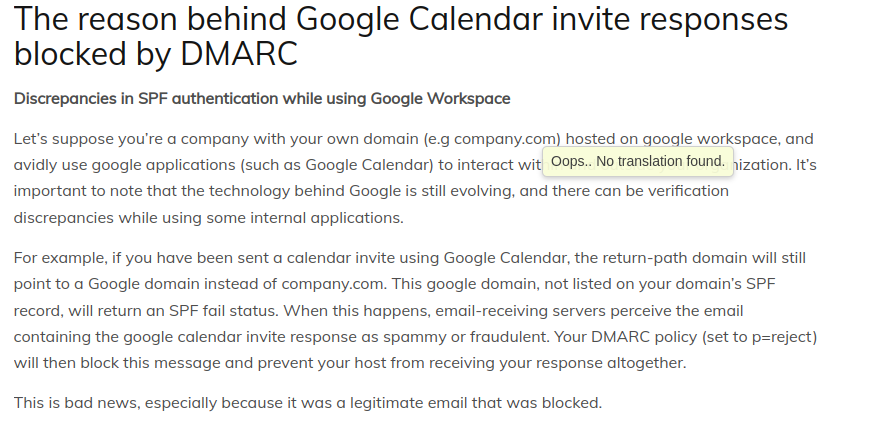 The reason behind Google Calendar invite responses
blocked by DMARC
Discrepancies in SPF authentication while using Google Workspace
Let's suppose you're a company with your own domain (e.g company.com) hosted on google workspace, and
avidly use google applications (such as Google Calendar) to interact wit Oops.. No translation found. nization. It's
important to note that the technology behind Google is still evolving, and there can be verification
discrepancies while using some internal applications.
For example, if you have been sent a calendar invite using Google Calendar, the return-path domain will still
point to a Google domain instead of company.com. This google domain, not listed on your domain's SPF
record, will return an SPF fail status. When this happens, email-receiving servers perceive the email
containing the google calendar invite response as spammy or fraudulent. Your DMARC policy (set to p=reject)
will then block this message and prevent your host from receiving your response altogether.
This is bad news, especially because it was a legitimate email that was blocked.